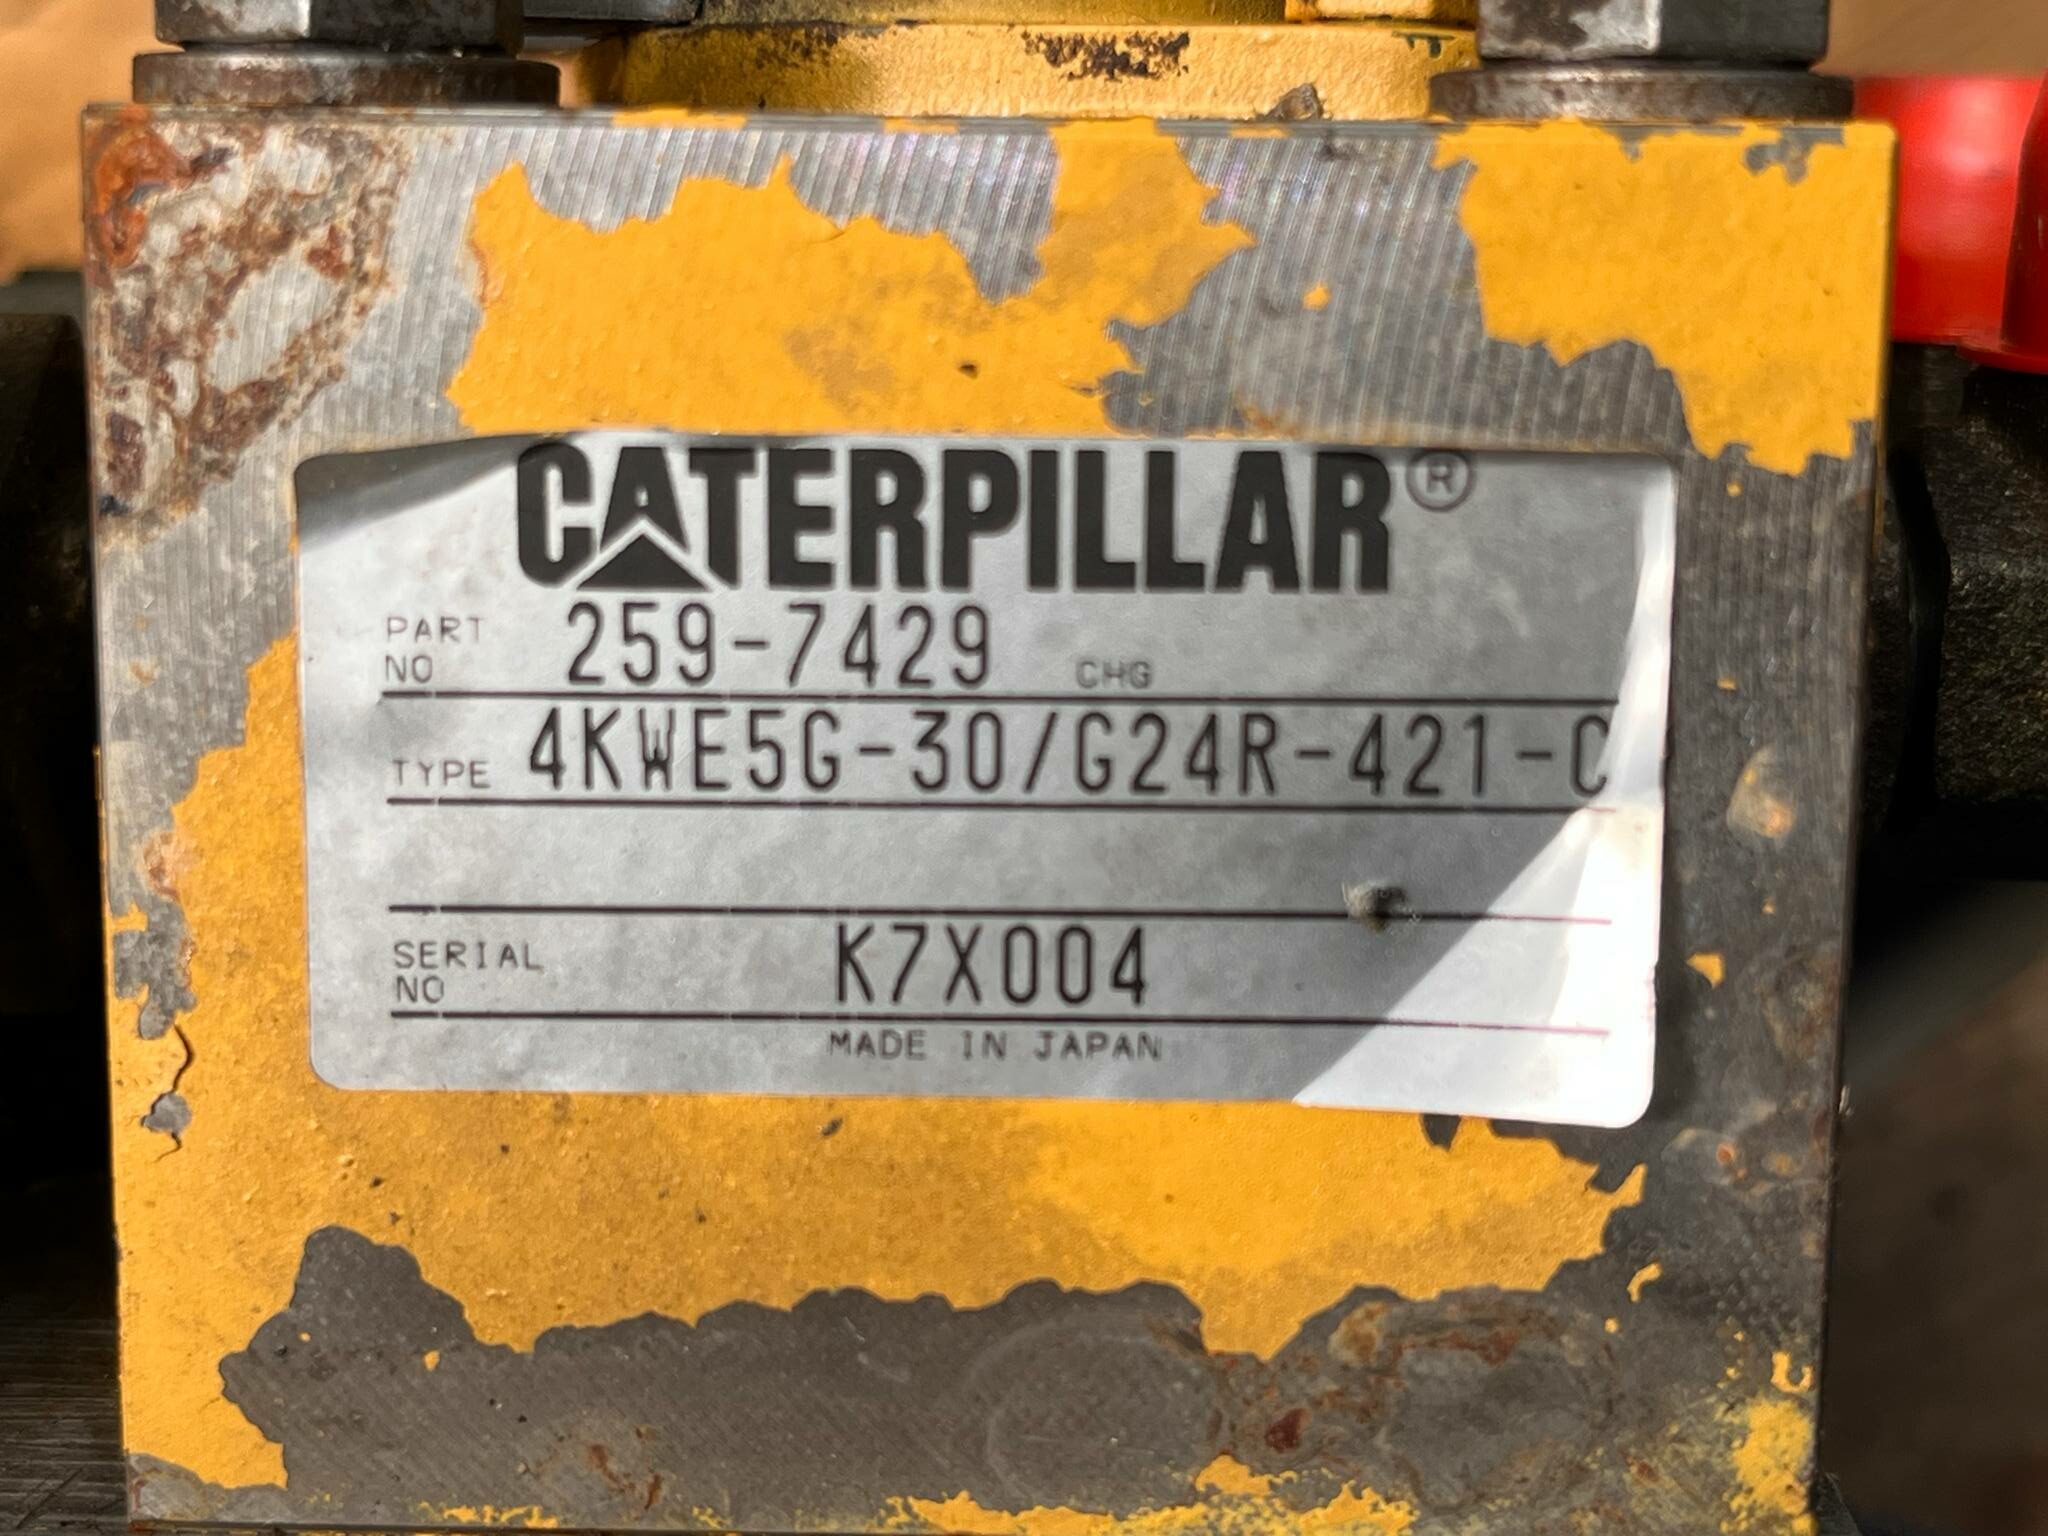 CATERPILLAR®
PART NO 259-7429 CHG
TYPE 4KWE5G-30/G24R-421-C
SERIAL NO K7X004
MADE IN JAPAN